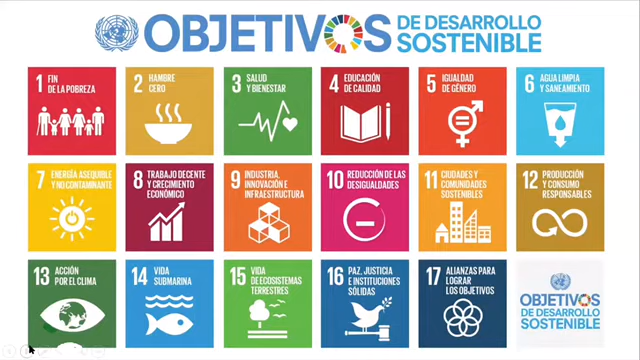 OBJETIVOS DE DESARROLLO SOSTENIBLE
1 FIN
DE LA POBREZA
2 HAMBRE
CERO
3 SALUD
Y BIENESTAR
4 EDUCACIÓN
DE CALIDAD
5 IGUALDAD
DE GÉNERO
6 AGUA LIMPIA
Y SANEAMIENTO
7 ENERGÍA ASEQUIBLE
Y NO CONTAMINANTE
8 TRABAJO DECENTE
Y CRECIMIENTO
ECONÓMICO
9 INDUSTRIA,
INNOVACIÓN E
INFRAESTRUCTURA
10 REDUCCIÓN DE LAS
DESIGUALDADES
11 CIUDADES Y
COMUNIDADES
SOSTENIBLES
12 PRODUCCIÓN
Y CONSUMO
RESPONSABLES
13 ACCIÓN
POR EL CLIMA
14 VIDA
SUBMARINA
15 VIDA
DE ECOSISTEMAS
TERRESTRES
16 PAZ, JUSTICIA
E INSTITUCIONES
SÓLIDAS
17 ALIANZAS PARA
LOGRAR
LOS OBJETIVOS
OBJETIVOS
DE DESARROLLO
SOSTENIBLE